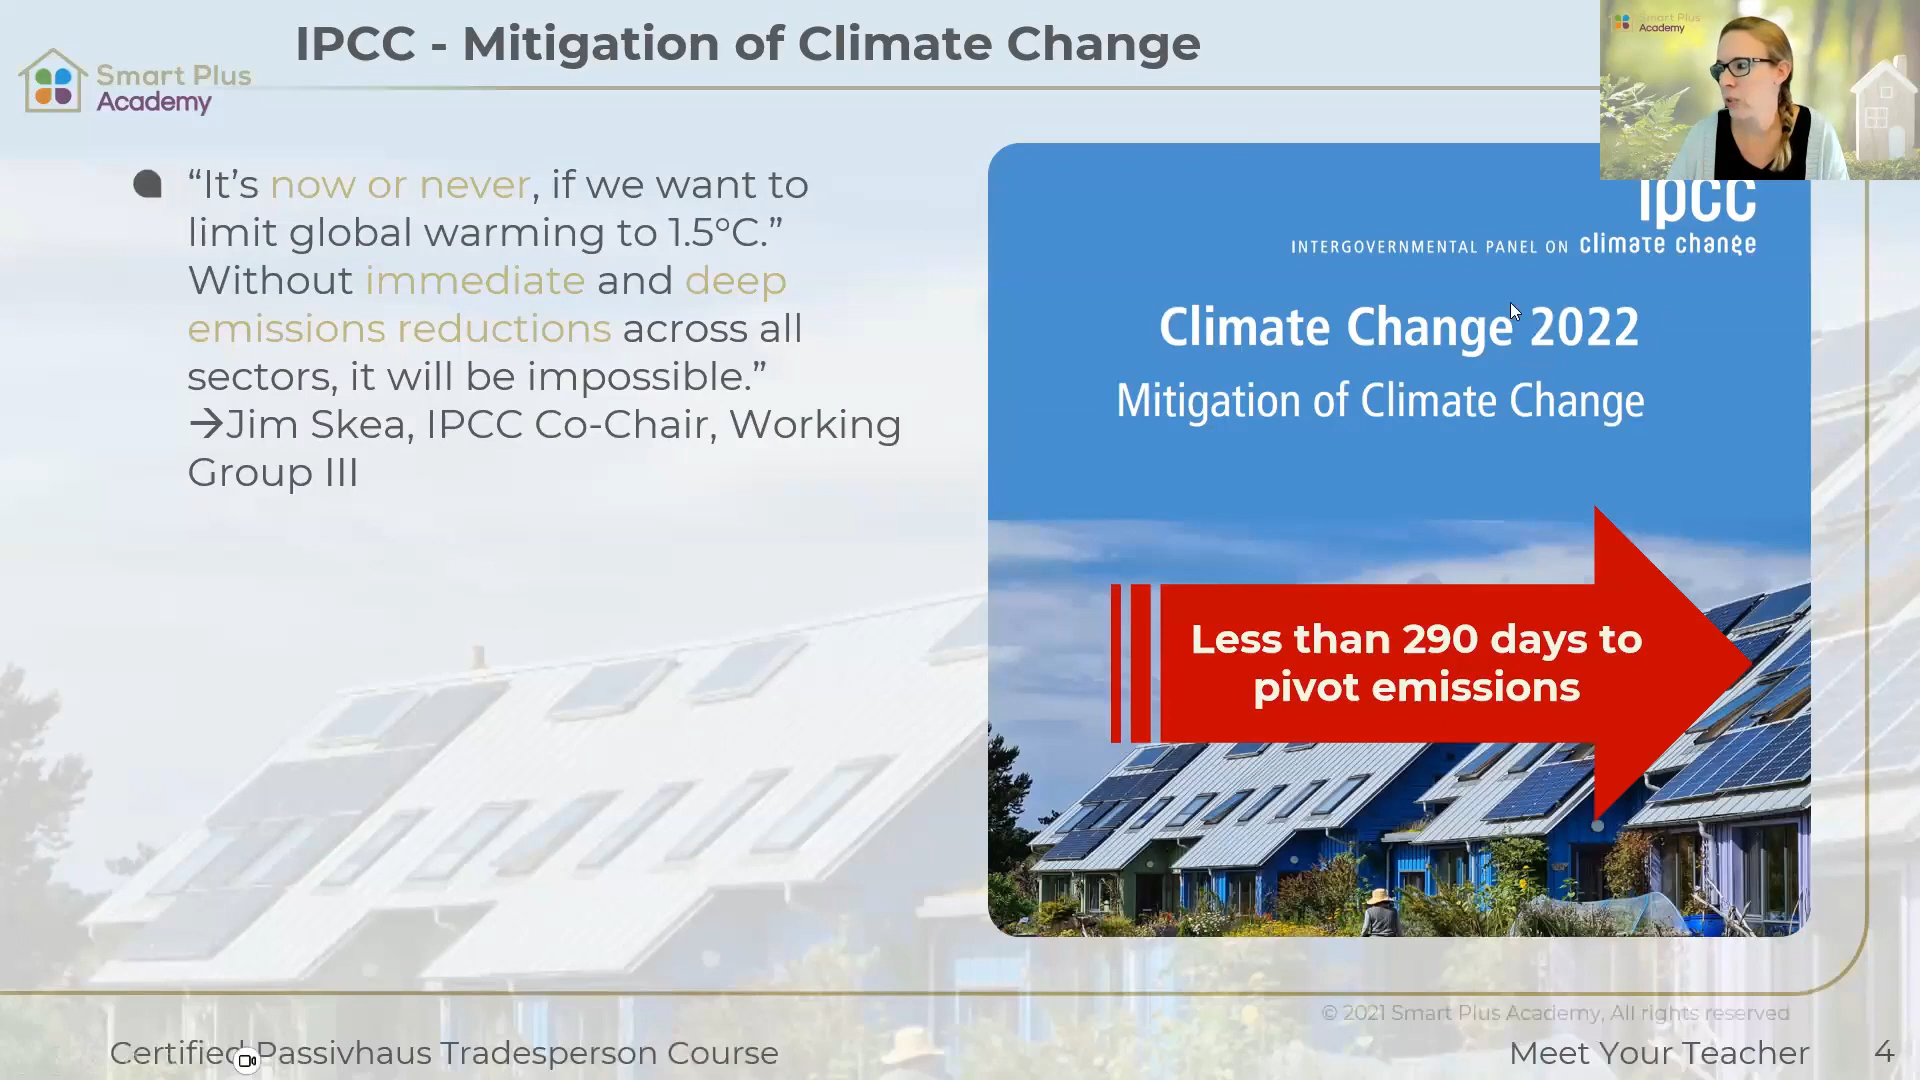 IPCC - Mitigation of Climate Change
Smart Plus
Academy
Smart Plus
Academy
“It’s now or never, if we want to
limit global warming to 1.5°C.”
Without immediate and deep
emissions reductions across all
sectors, it will be impossible.”
→Jim Skea, IPCC Co-Chair, Working
Group III
ipcc
INTERGOVERNMENTAL PANEL ON climate change
Climate Change 2022
Mitigation of Climate Change
Less than 290 days to
pivot emissions
© 2021 Smart Plus Academy, All rights reserved
Certified Passivhaus Tradesperson Course
Meet Your Teacher
4